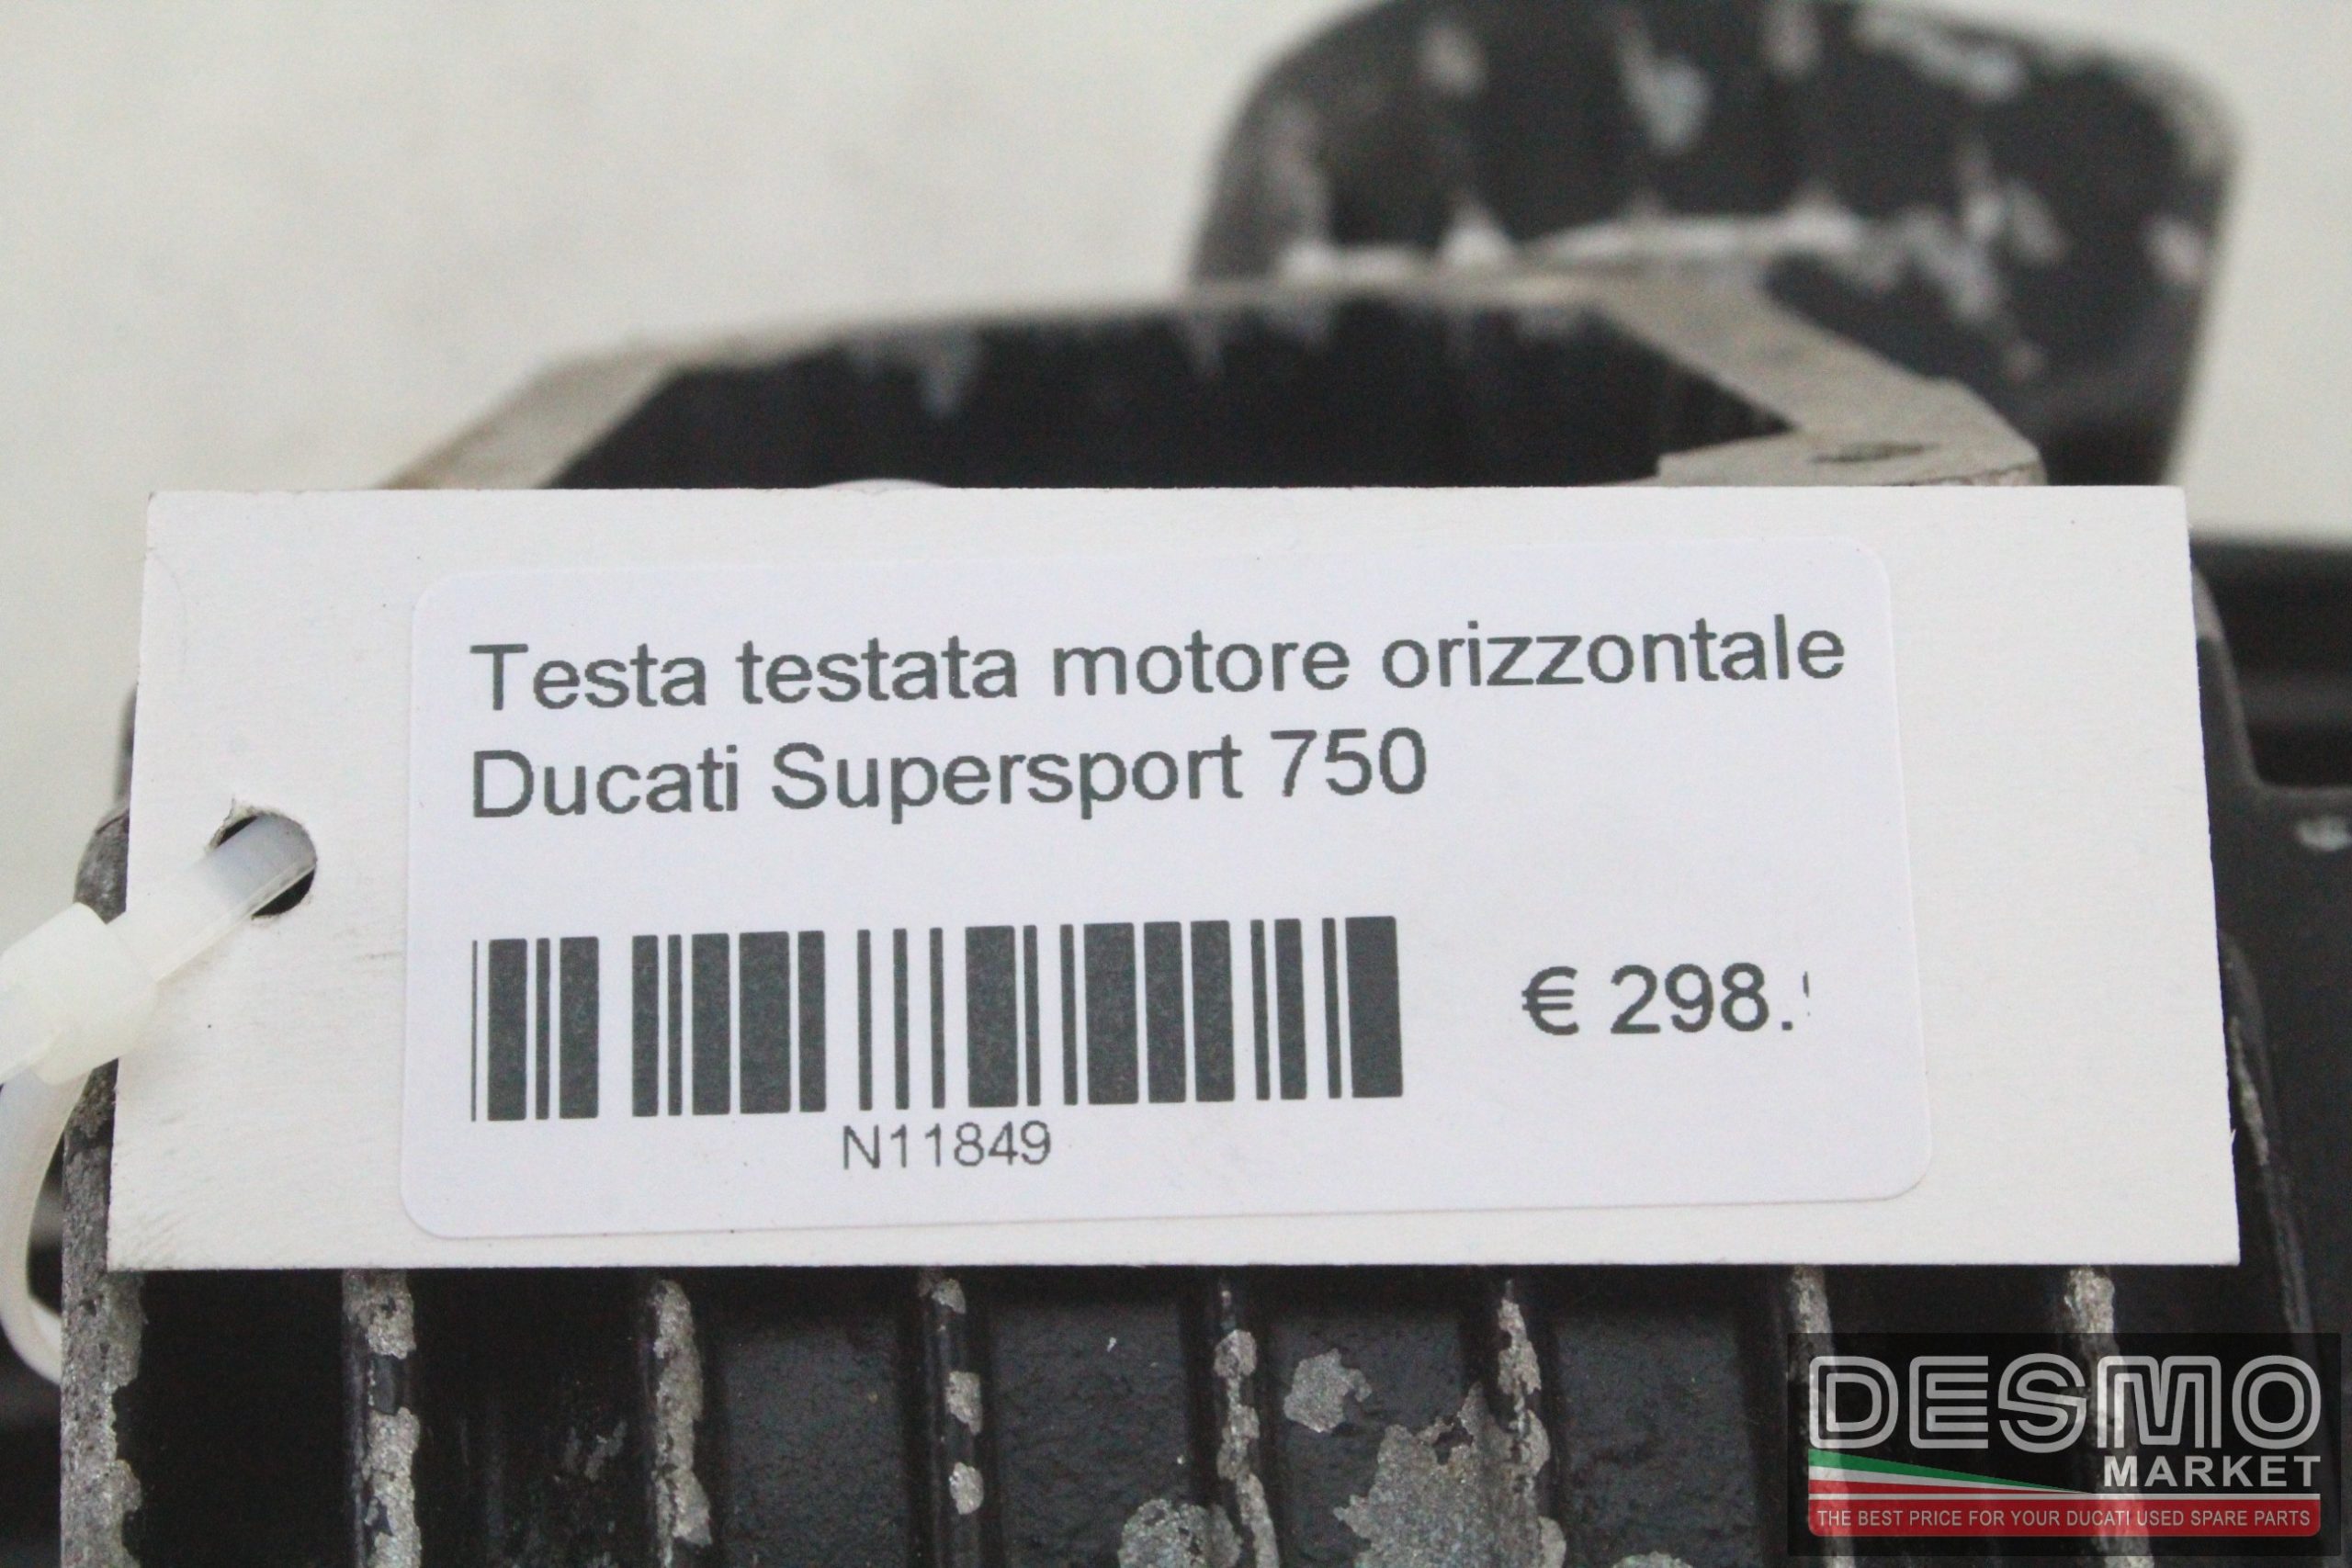 Testa testata motore orizzontale
Ducati Supersport 750
€ 298.
N11849
DESMO
MARKET
THE BEST PRICE FOR YOUR DUCATI USED SPARE PARTS